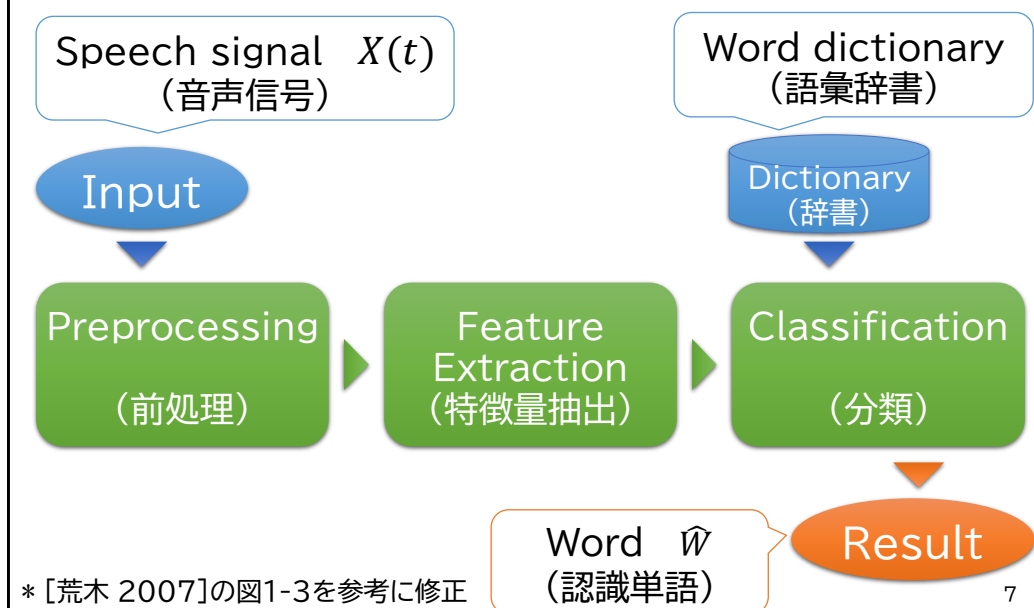 Speech signal X(t)
（音声信号）
Word dictionary
（語彙辞書）
Input
Dictionary
（辞書）
Preprocessing
（前処理）
Feature
Extraction
（特徴量抽出）
Classification
（分類）
Word Ŵ
（認識単語）
Result
* [荒木 2007]の図1-3を参考に修正
7